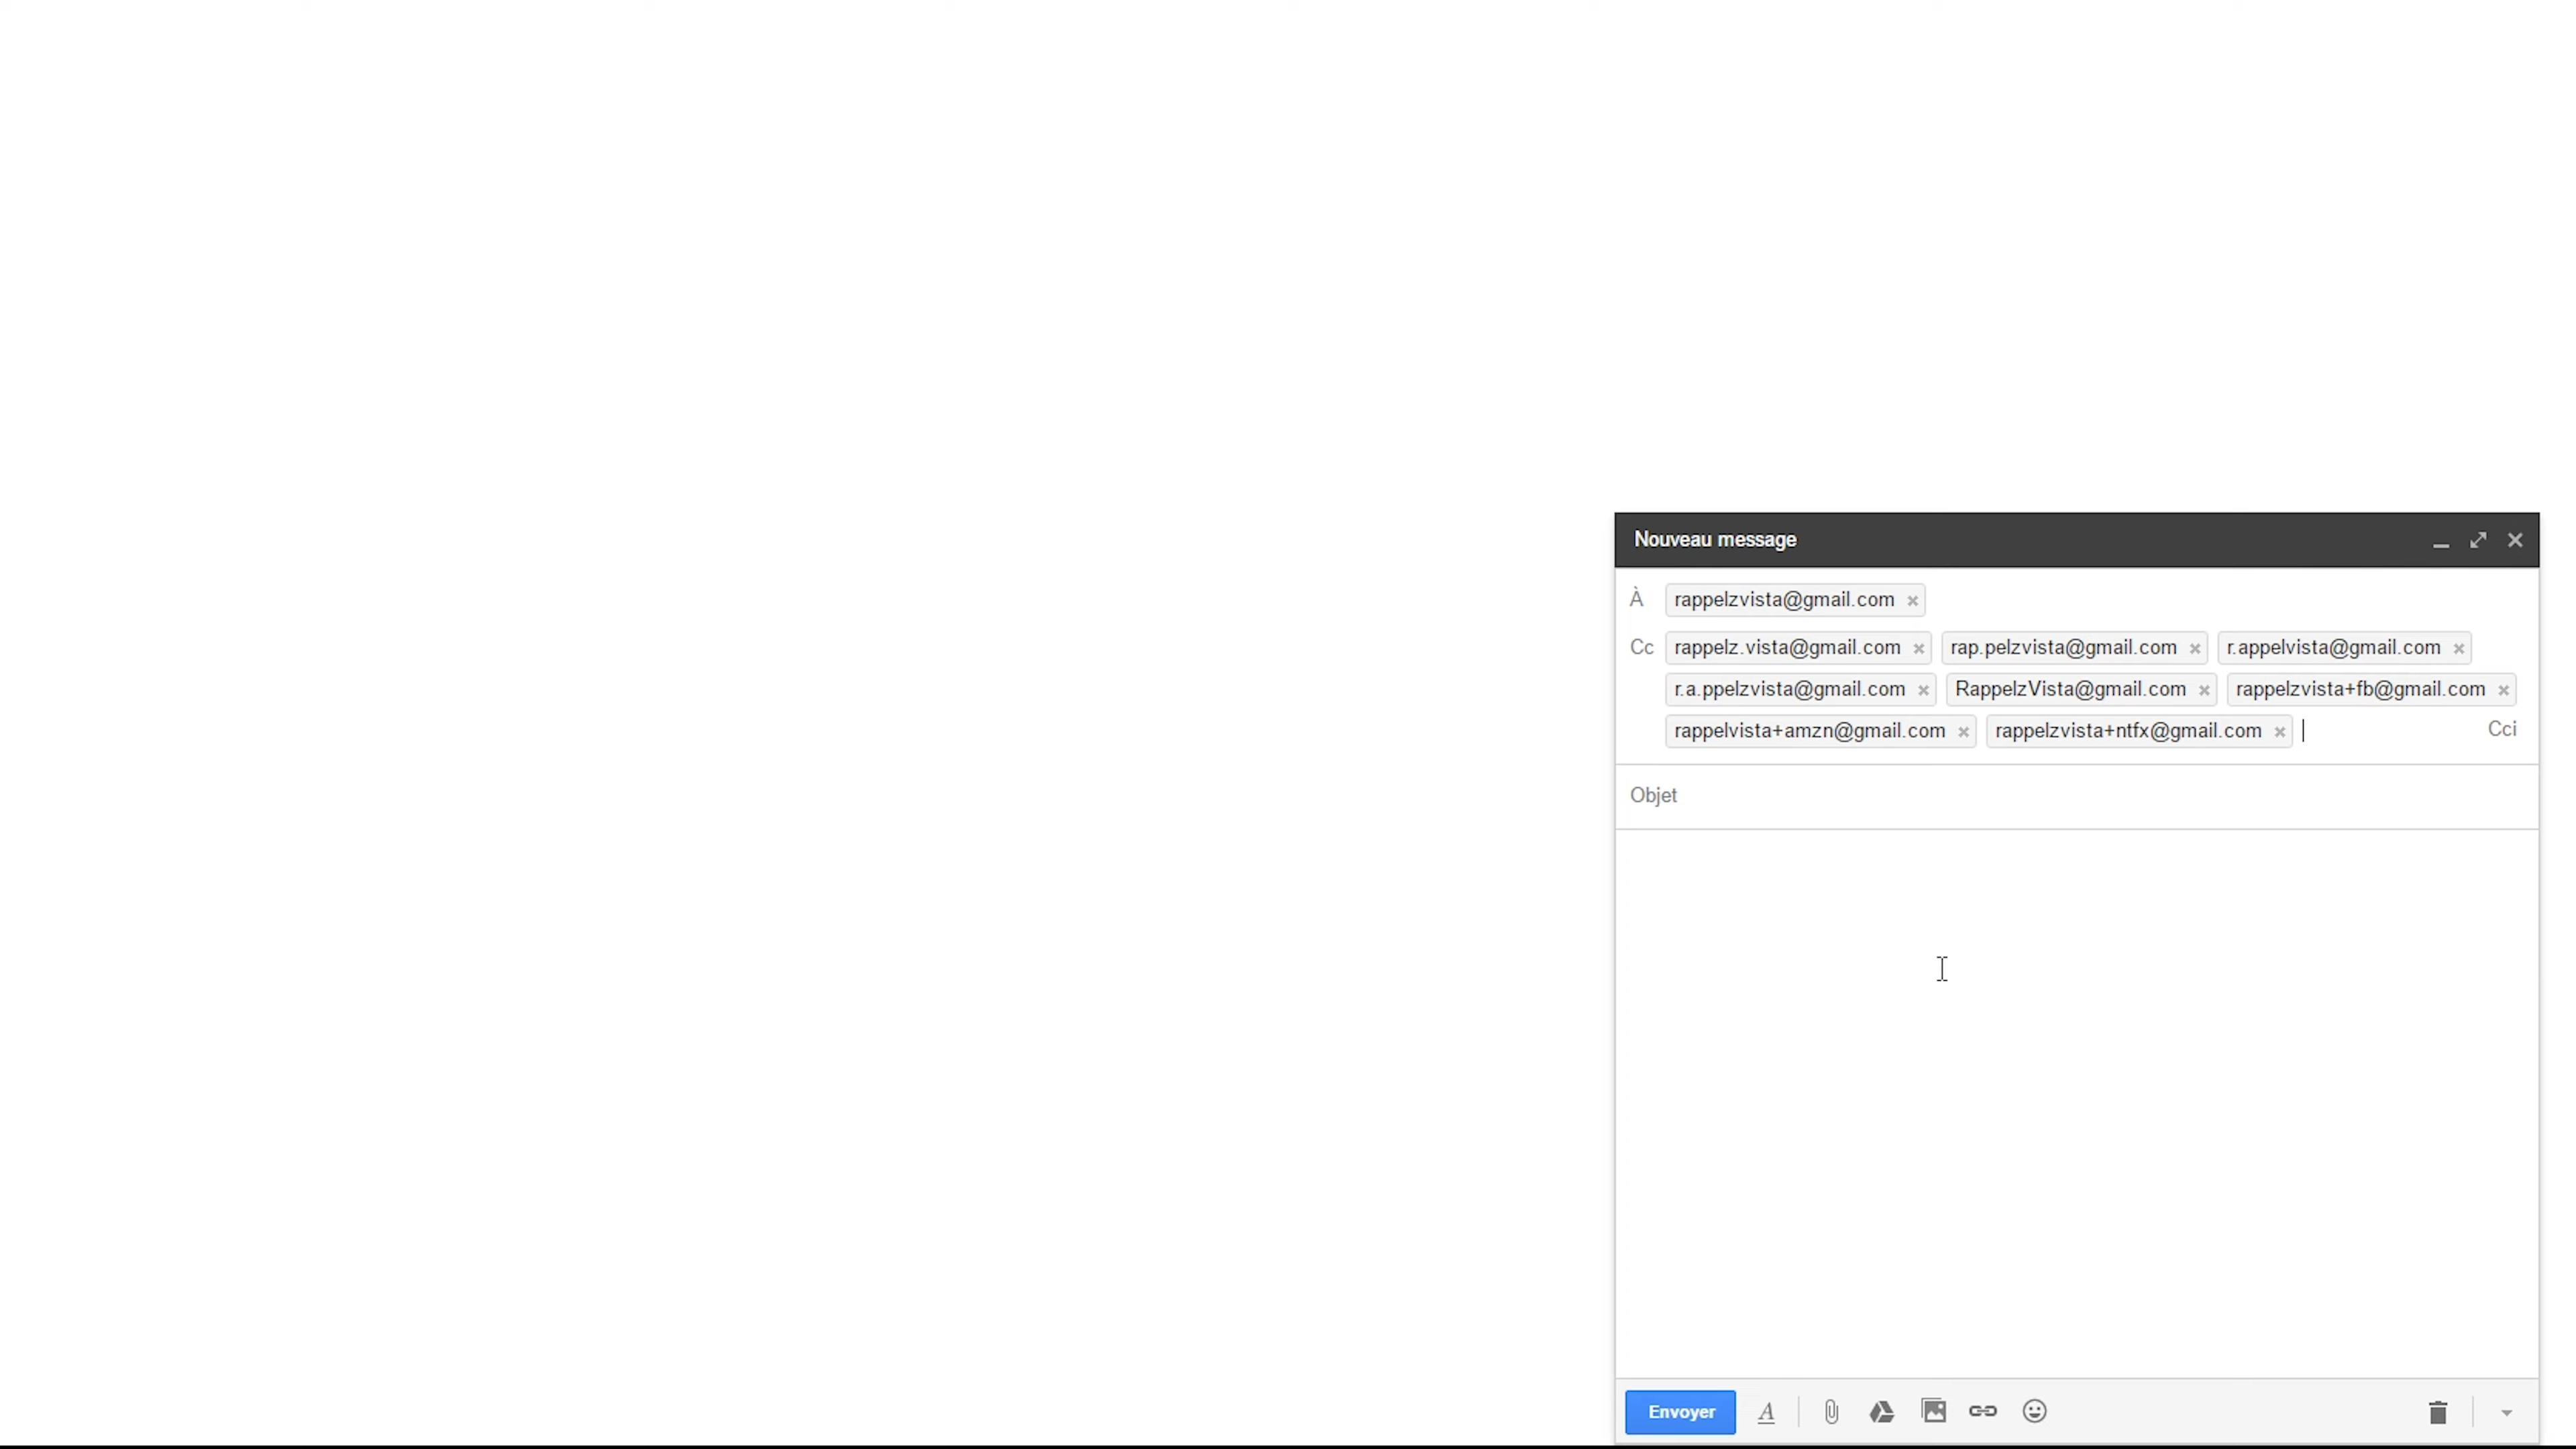 Nouveau message
À rappelzvista@gmail.com
Cc rappelz.vista@gmail.com rap.pelzvista@gmail.com r.appelvista@gmail.com
r.a.ppelzvista@gmail.com RappelzVista@gmail.com rappelzvista+fb@gmail.com
rappelvista+amzn@gmail.com rappelzvista+ntfx@gmail.com Cci
Objet
Envoyer A